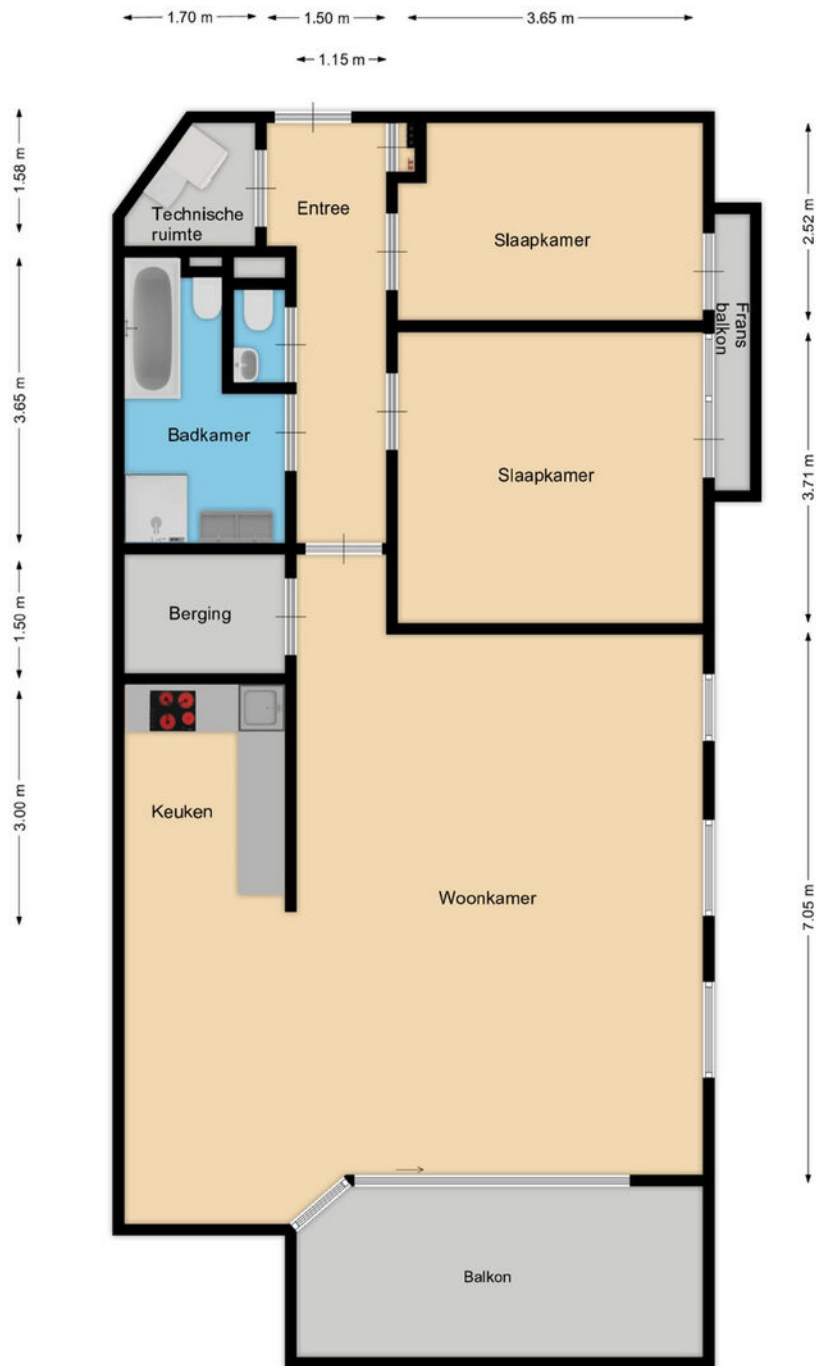 1.70 m
1.50 m
3.65 m
1.15 m
1.58 m
2.52 m
Technische
ruimte
Entree
Slaapkamer
Frans
balkon
3.65 m
3.71 m
Badkamer
Slaapkamer
1.50 m
Berging
3.00 m
Keuken
Woonkamer
7.05 m
Balkon